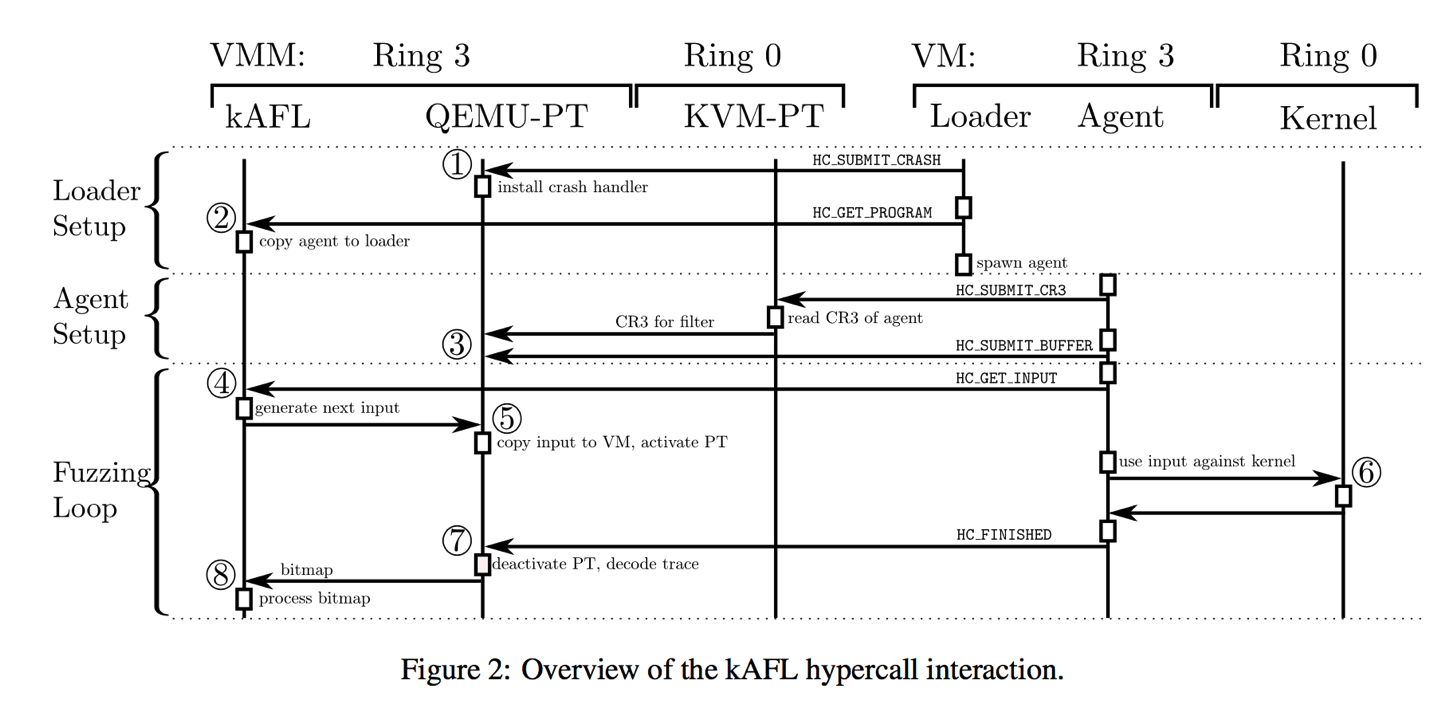 VMM: Ring 3 Ring 0 VM: Ring 3 Ring 0
kAFL QEMU-PT KVM-PT Loader Agent Kernel
Loader
Setup
① HC_SUBMIT_CRASH
install crash handler
② HC_GET_PROGRAM
copy agent to loader
spawn agent
Agent
Setup
HC_SUBMIT_CR3
read CR3 of agent
CR3 for filter
③ HC_SUBMIT_BUFFER
Fuzzing
Loop
④ HC_GET_INPUT
generate next input
⑤
copy input to VM, activate PT
use input against kernel
⑥
⑦ HC_FINISHED
deactivate PT, decode trace
⑧ bitmap
process bitmap
Figure 2: Overview of the kAFL hypercall interaction.